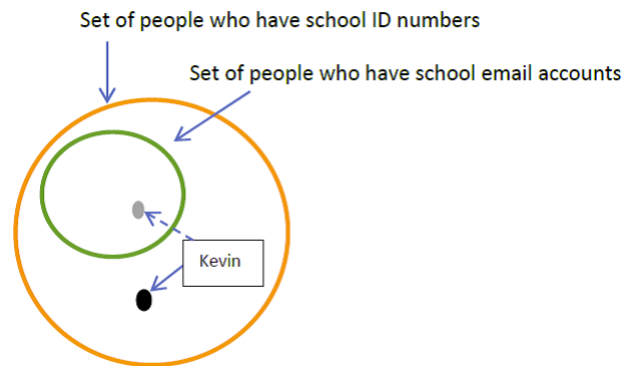 Set of people who have school ID numbers
Set of people who have school email accounts
Kevin